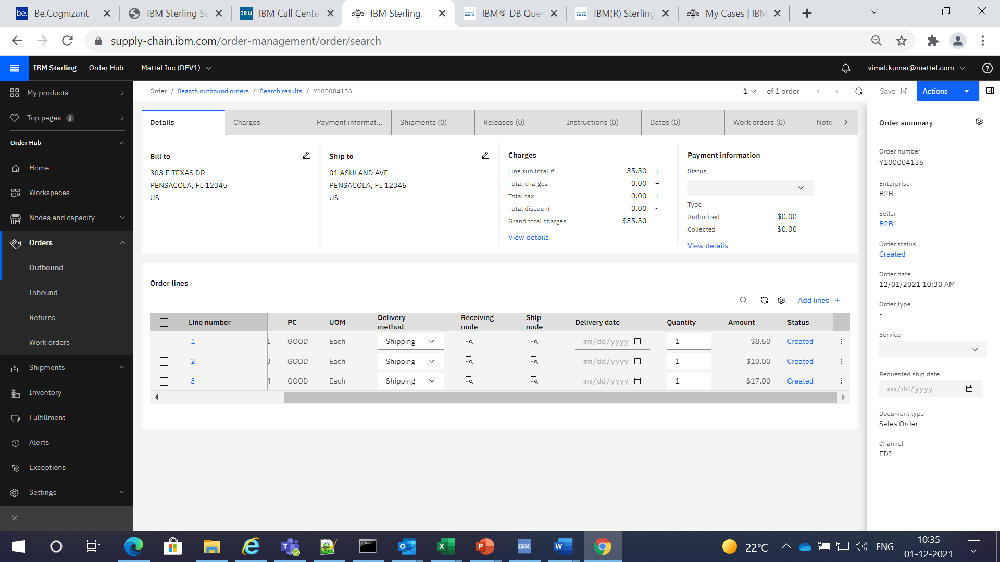 be. Be.Cognizant
IBM Sterling Se
IBM IBM Call Cente
IBM Sterling
IBM® DB Quer
IBM(R) Sterling
My Cases | IBM
supply-chain.ibm.com/order-management/order/search
IBM Sterling Order Hub Mattel Inc (DEV1)
vimal.kumar@mattel.com
My products
Top pages
Order Hub
Home
Workspaces
Nodes and capacity
Orders
Outbound
Inbound
Returns
Work orders
Shipments
Inventory
Fulfillment
Alerts
Exceptions
Settings
Order / Search outbound orders / Search results / Y100004136
1 of 1 order
Save
Actions
Details
Charges
Payment informat...
Shipments (0)
Releases (0)
Instructions (0)
Dates (0)
Work orders (0)
Note
Bill to
303 E TEXAS DR
PENSACOLA, FL 12345
US
Ship to
01 ASHLAND AVE
PENSACOLA, FL 12345
US
Charges
Line sub total # 35.50 +
Total charges 0.00 +
Total tax 0.00 +
Total discount 0.00 -
Grand total charges $35.50
View details
Payment information
Status
Type
Authorized $0.00
Collected $0.00
View details
Order lines
Add lines +
Line number PC UOM Delivery method Receiving node Ship node Delivery date Quantity Amount Status
1 1 GOOD Each Shipping mm/dd/yyyy 1 $8.50 Created
2 3 GOOD Each Shipping mm/dd/yyyy 1 $10.00 Created
3 4 GOOD Each Shipping mm/dd/yyyy 1 $17.00 Created
Order summary
Order number
Y100004136
Enterprise
B2B
Seller
B2B
Order status
Created
Order date
12/01/2021 10:30 AM
Order type
-
Service
Requested ship date
mm/dd/yyyy
Document type
Sales Order
Channel
EDI
22°C
ENG
10:35
01-12-2021